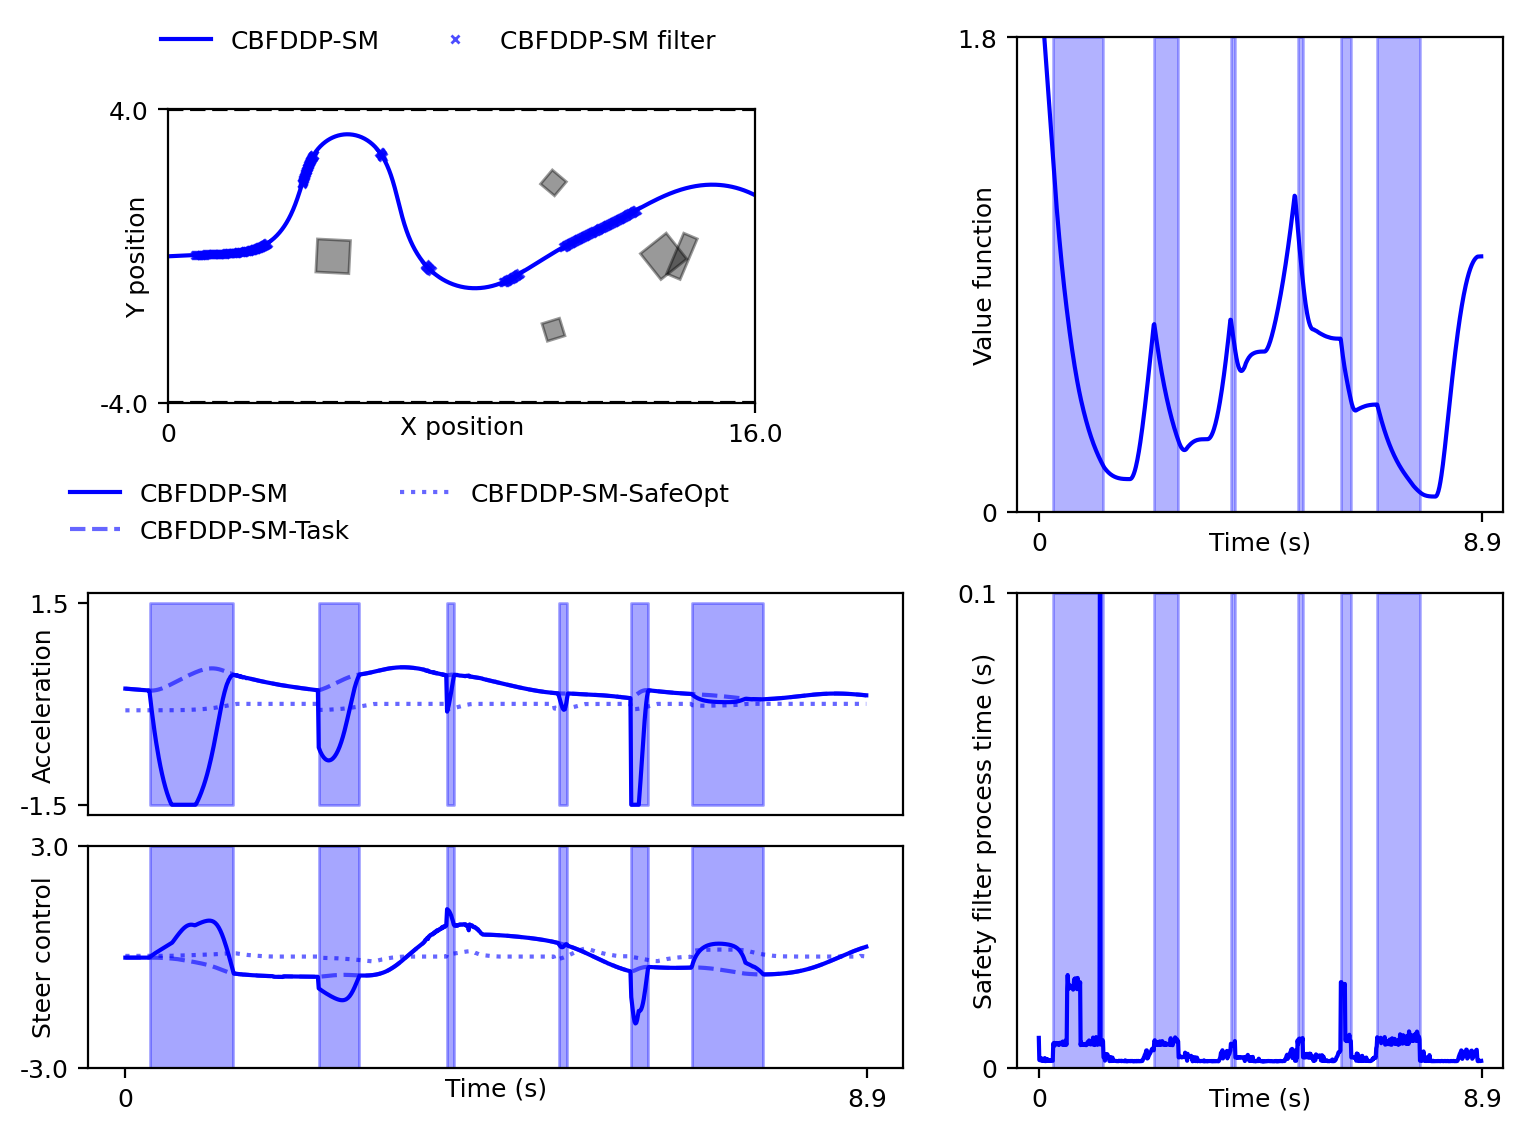 CBFDDP-SM
CBFDDP-SM filter
4.0
Y position
-4.0
0
X position
16.0
1.8
Value function
0
0
Time (s)
8.9
CBFDDP-SM
CBFDDP-SM-SafeOpt
CBFDDP-SM-Task
1.5
Acceleration
-1.5
3.0
Steer control
-3.0
0
Time (s)
8.9
0.1
Safety filter process time (s)
0
0
Time (s)
8.9